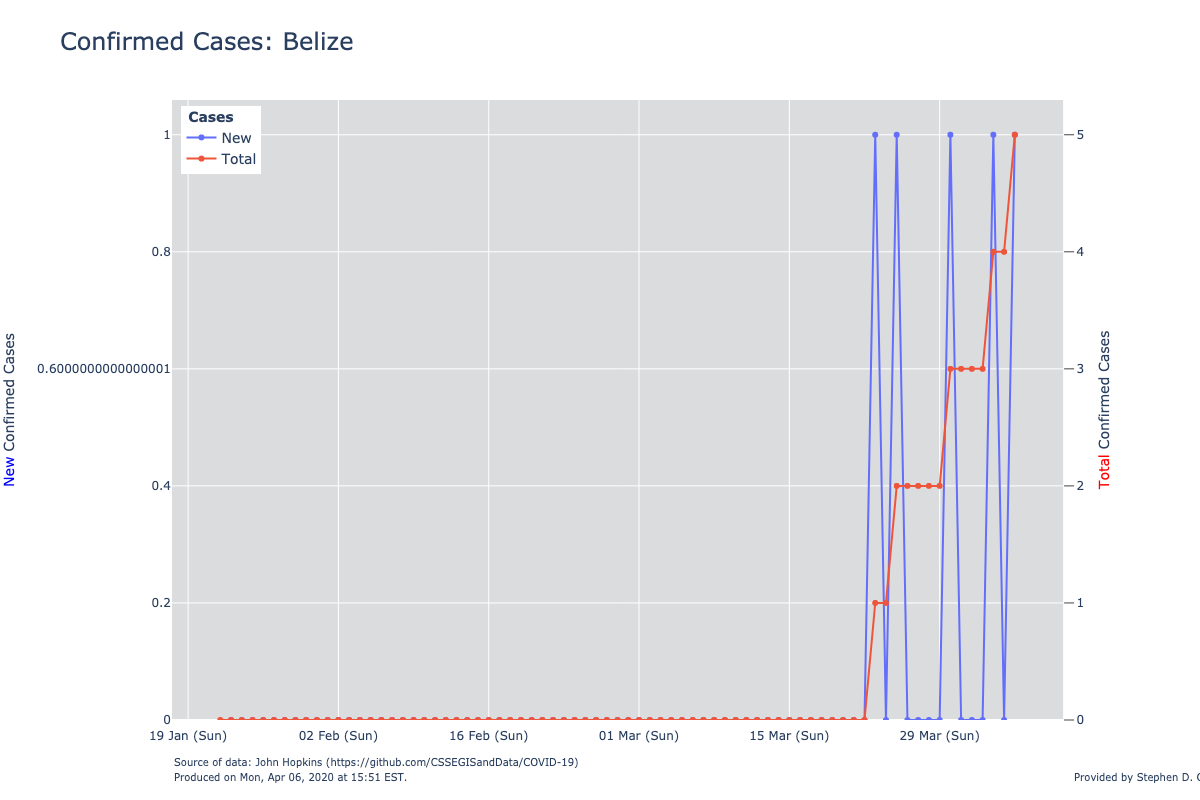 Confirmed Cases: Belize
Cases
New
Total
1
0.8
0.6000000000000001
0.4
0.2
0
5
4
3
2
1
0
New Confirmed Cases
Total Confirmed Cases
19 Jan (Sun)
02 Feb (Sun)
16 Feb (Sun)
01 Mar (Sun)
15 Mar (Sun)
29 Mar (Sun)
Source of data: John Hopkins (https://github.com/CSSEGISandData/COVID-19)
Produced on Mon, Apr 06, 2020 at 15:51 EST.
Provided by Stephen D.